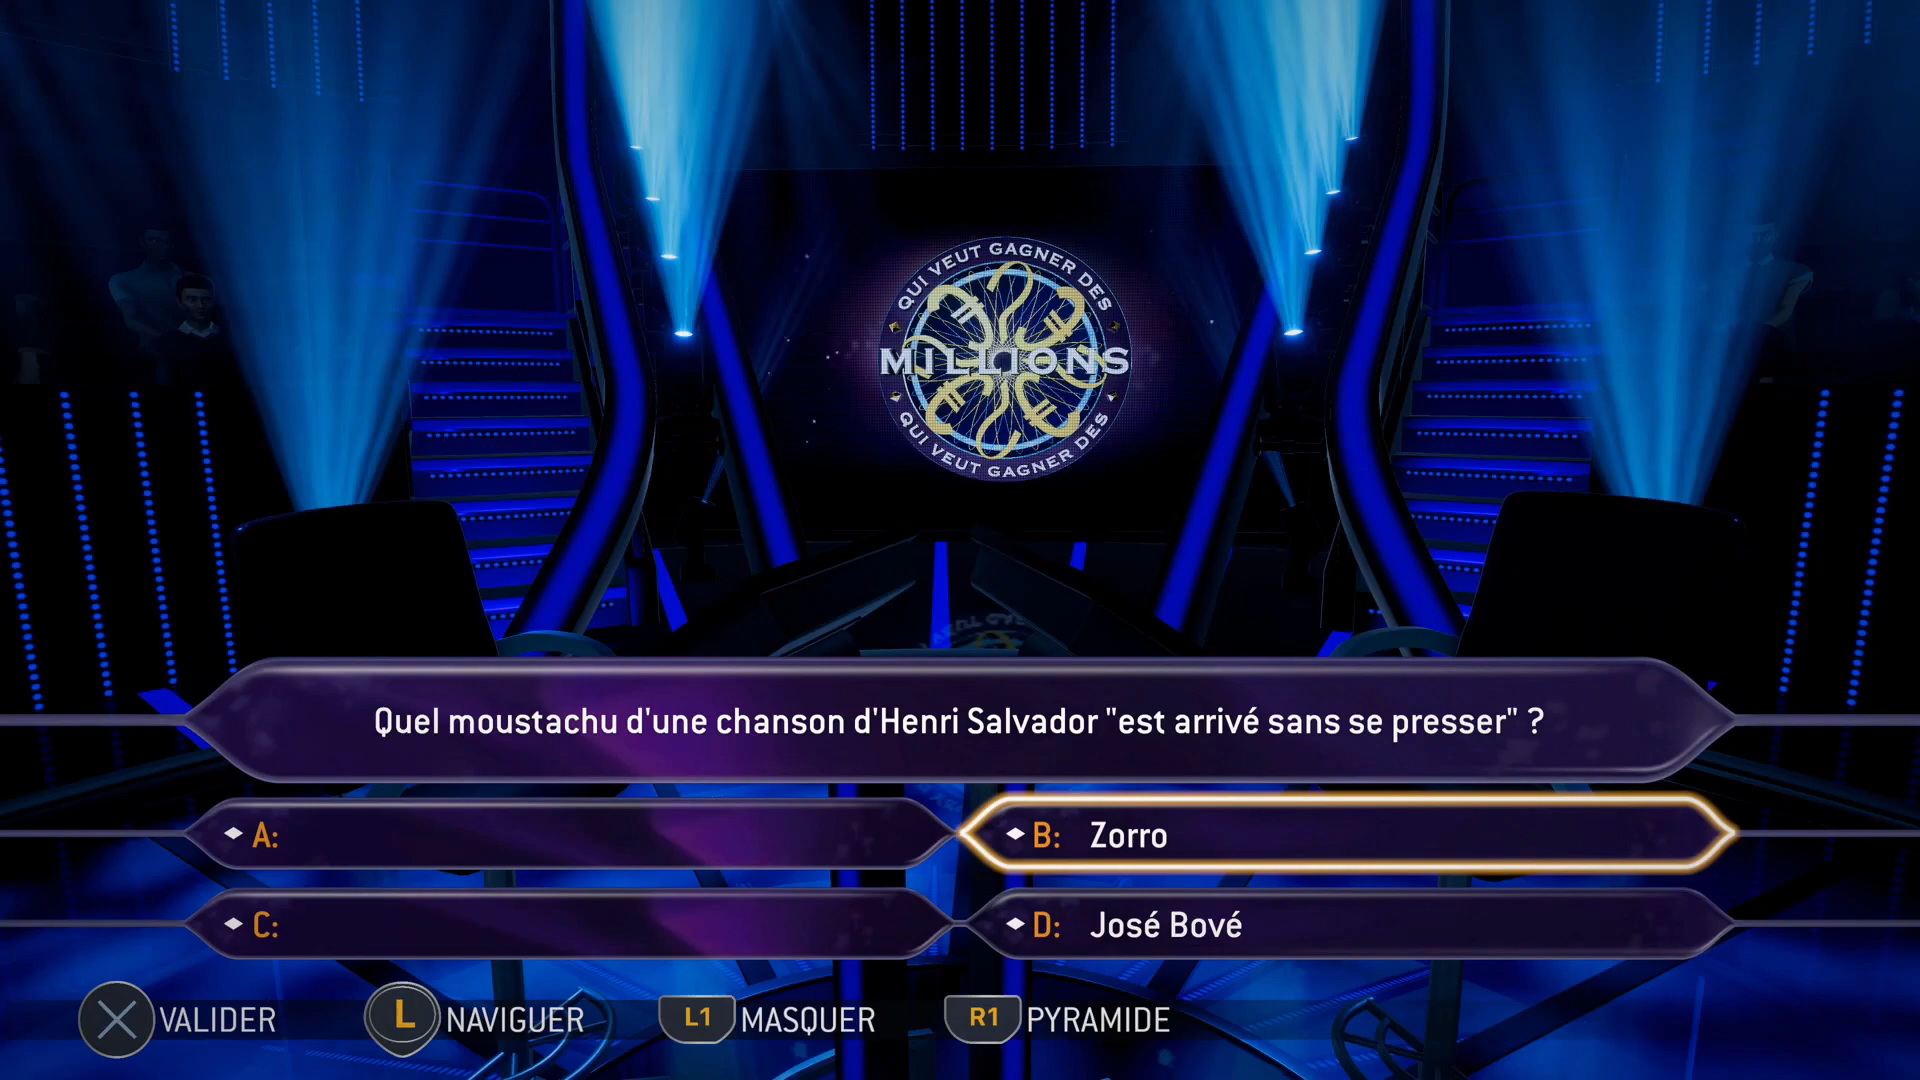 QUI VEUT GAGNER DES
MILLIONS
QUI VEUT GAGNER DES
Quel moustachu d'une chanson d'Henri Salvador "est arrivé sans se presser" ?
A:
B: Zorro
C:
D: José Bové
VALIDER
L NAVIGUER
L1 MASQUER
R1 PYRAMIDE